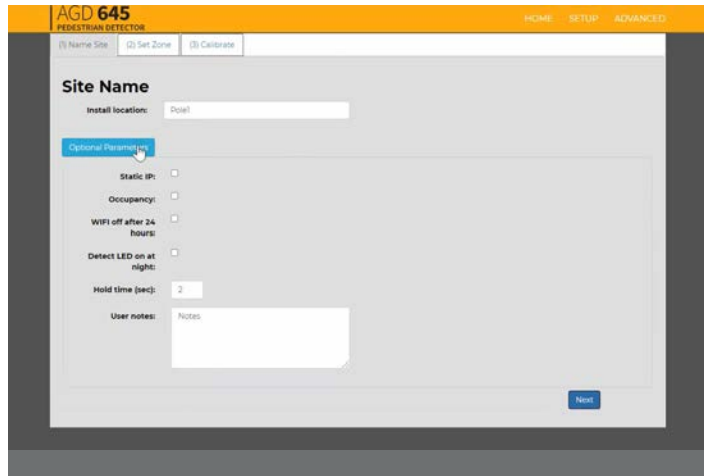 AGD 645
PEDESTRIAN DETECTOR
HOME SETUP ADVANCED
(1) Name Site (2) Set Zone (3) Calibrate
Site Name
Install location: Pole1
Optional Parameters
Static IP:
Occupancy:
WIFI off after 24
hours:
Detect LED on at
night:
Hold time (sec): 2
User notes: Notes
Next